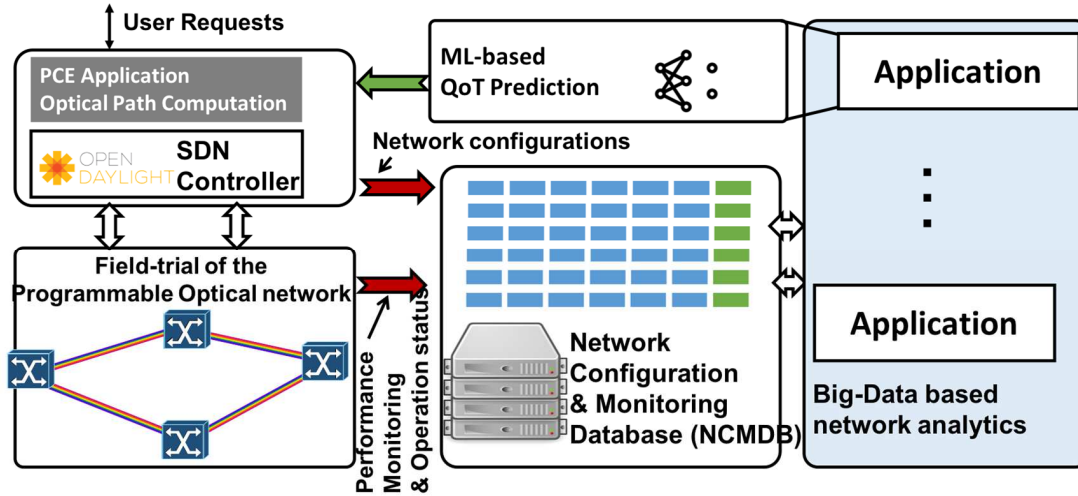 User Requests
PCE Application
Optical Path Computation
OPEN
DAYLIGHT
SDN
Controller
ML-based
QoT Prediction
Application
Network configurations
Field-trial of the
Programmable Optical network
Performance
Monitoring
& Operation status
Network
Configuration
& Monitoring
Database (NCMDB)
Application
Big-Data based
network analytics